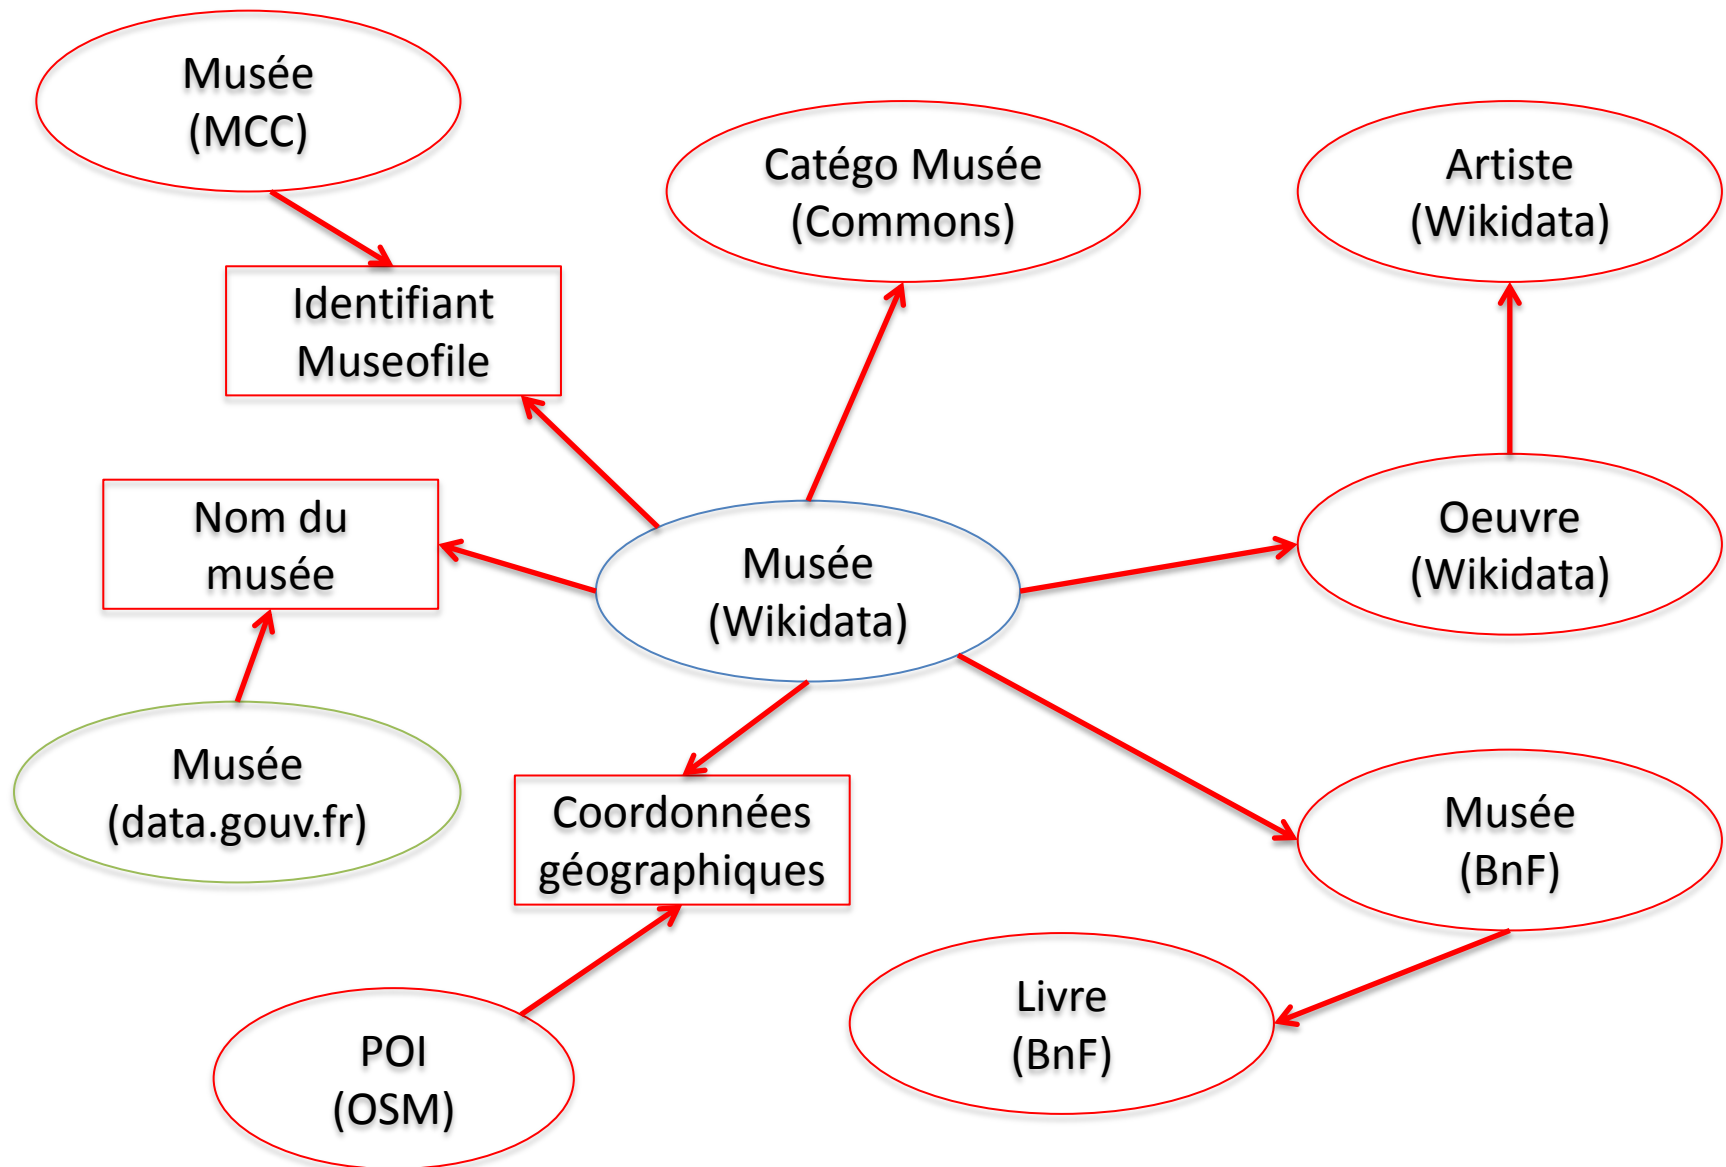 Musée
(MCC)
Catégo Musée
(Commons)
Artiste
(Wikidata)
Identifiant
Museofile
Nom du
musée
Musée
(Wikidata)
Oeuvre
(Wikidata)
Musée
(data.gouv.fr)
Coordonnées
géographiques
Musée
(BnF)
Livre
(BnF)
POI
(OSM)